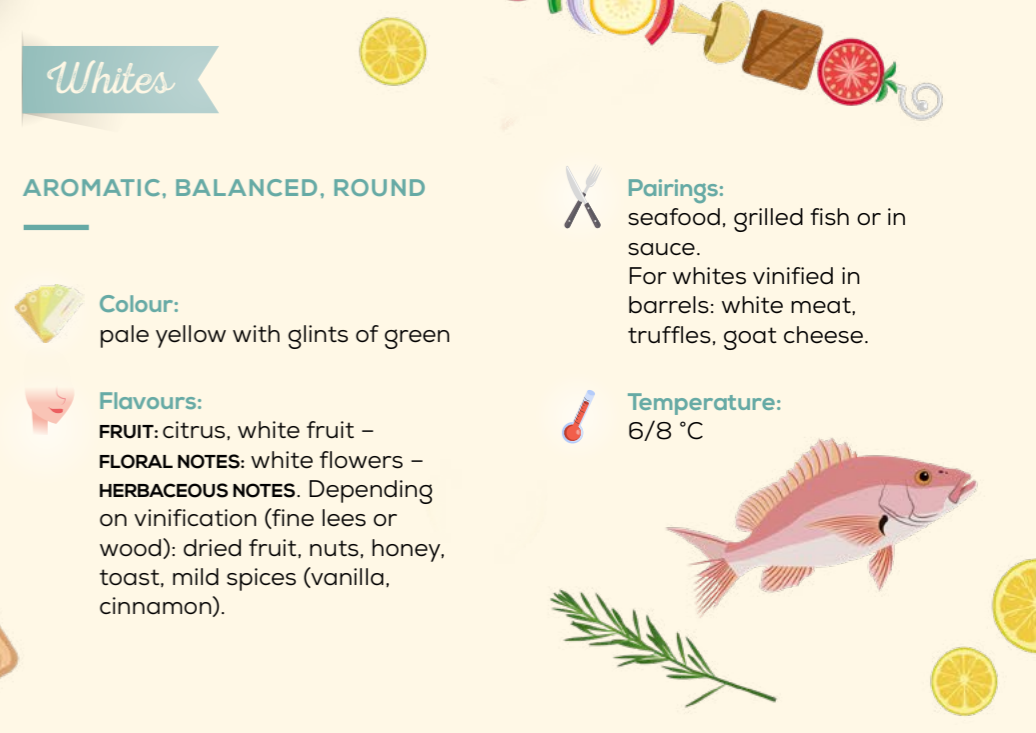 Whites
AROMATIC, BALANCED, ROUND
Colour:
pale yellow with glints of green
Flavours:
FRUIT: citrus, white fruit –
FLORAL NOTES: white flowers –
HERBACEOUS NOTES. Depending
on vinification (fine lees or
wood): dried fruit, nuts, honey,
toast, mild spices (vanilla,
cinnamon).
Pairings:
seafood, grilled fish or in
sauce.
For whites vinified in
barrels: white meat,
truffles, goat cheese.
Temperature:
6/8 °C